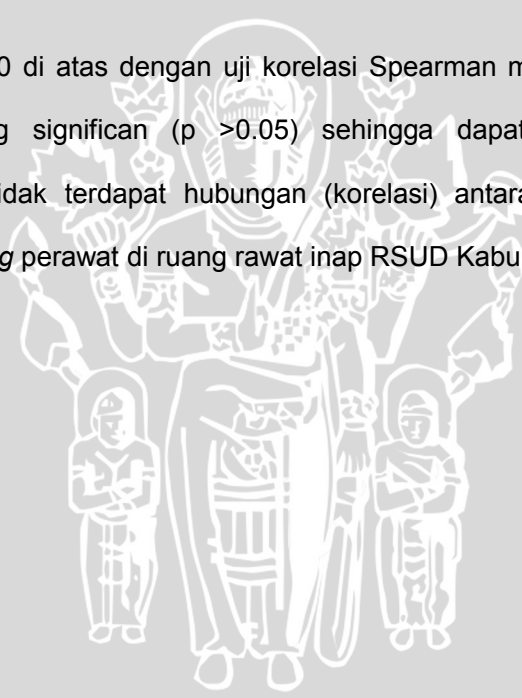 0 di atas dengan uji korelasi Spearman m
g signifikan (p >0.05) sehingga dapat
idak terdapat hubungan (korelasi) antara
g perawat di ruang rawat inap RSUD Kabu